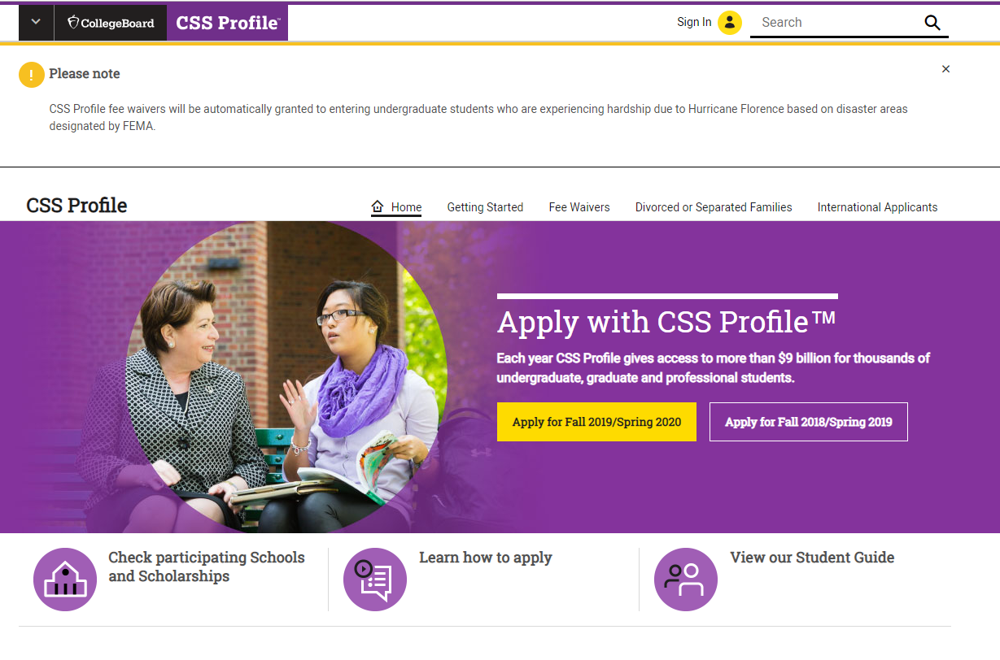 CollegeBoard
CSS Profile™
Sign In
Search
Please note
CSS Profile fee waivers will be automatically granted to entering undergraduate students who are experiencing hardship due to Hurricane Florence based on disaster areas
designated by FEMA.
CSS Profile
Home
Getting Started
Fee Waivers
Divorced or Separated Families
International Applicants
Apply with CSS Profile™
Each year CSS Profile gives access to more than $9 billion for thousands of
undergraduate, graduate and professional students.
Apply for Fall 2019/Spring 2020
Apply for Fall 2018/Spring 2019
Check participating Schools
and Scholarships
Learn how to apply
View our Student Guide